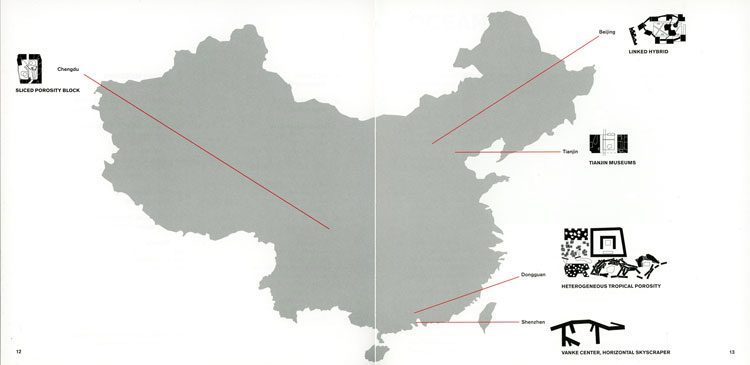 Chengdu
SLICED POROSITY BLOCK
Beijing
LINKED HYBRID
Tianjin
TIANJIN MUSEUMS
Dongguan
HETEROGENEOUS TROPICAL POROSITY
Shenzhen
VANKE CENTER, HORIZONTAL SKYSCRAPER
12
13